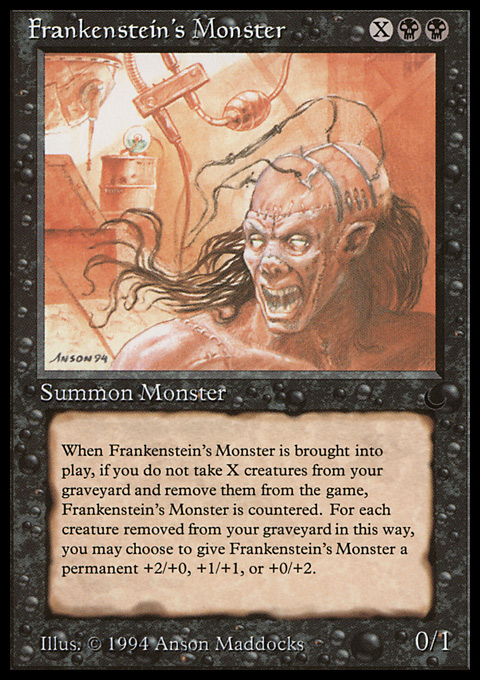 Frankenstein's Monster X
ANSON 94
Summon Monster
When Frankenstein's Monster is brought into
play, if you do not take X creatures from your
graveyard and remove them from the game,
Frankenstein's Monster is countered. For each
creature removed from your graveyard in this way,
you may choose to give Frankenstein's Monster a
permanent +2/+0, +1/+1, or +0/+2.
Illus. © 1994 Anson Maddocks 0/1